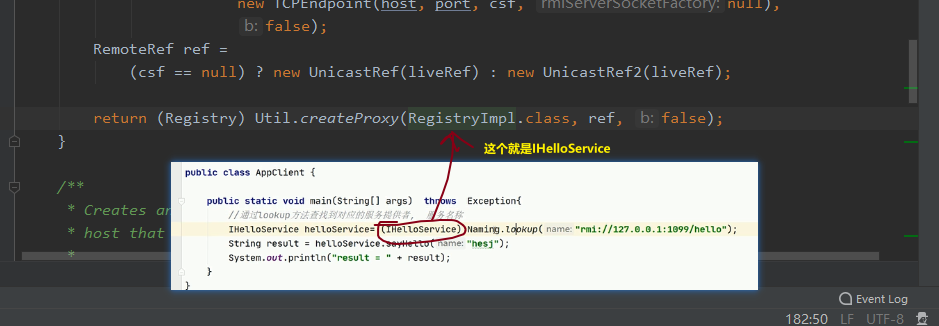 new TCPEndpoint(host, port, csf, rmiServerSocketFactory: null),
b: false);
RemoteRef ref =
(csf == null) ? new UnicastRef(liveRef) : new UnicastRef2(liveRef);
return (Registry) Util.createProxy(RegistryImpl.class, ref, b: false);
}
这个就是IHelloService
/**
* Creates an
* host that
*
public class AppClient {
public static void main(String[] args) throws Exception{
//通过lookup方法查找到对应的服务提供者, 服务名称
IHelloService helloService= (IHelloService) Naming.lookup( name: "rmi://127.0.0.1:1099/hello");
String result = helloService.sayHello( name: "hesj");
System.out.println("result = " + result);
}
}
Event Log
182:50 LF UTF-8